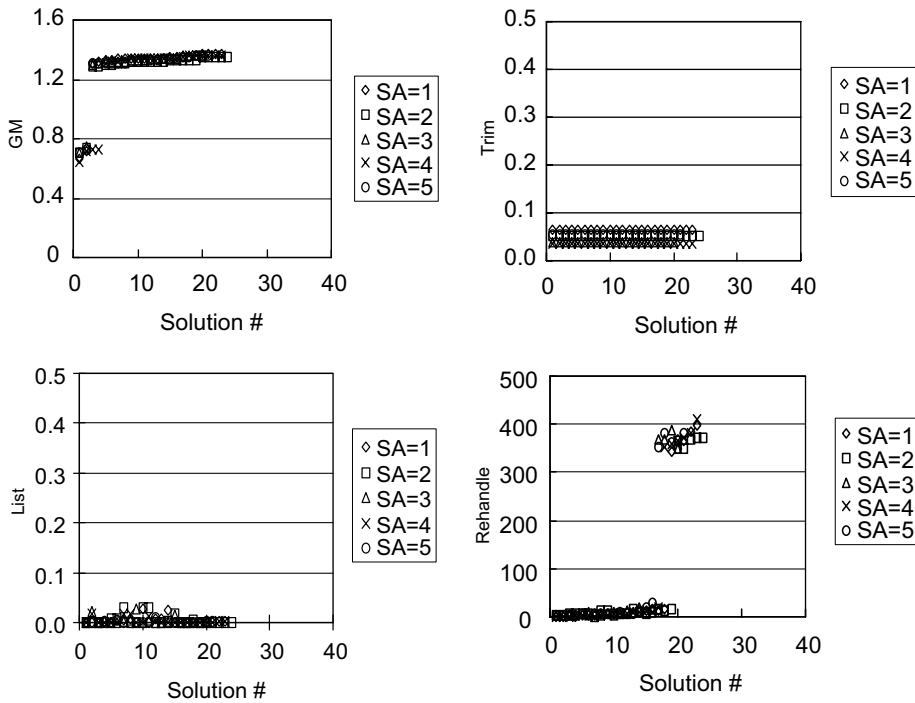 1.6
1.2
0.8
0.4
0
GM
0 10 20 30 40
Solution #
SA=1
SA=2
SA=3
SA=4
SA=5
0.5
0.4
0.3
0.2
0.1
0.0
Trim
0 10 20 30 40
Solution #
SA=1
SA=2
SA=3
SA=4
SA=5
0.5
0.4
0.3
0.2
0.1
0.0
List
0 10 20 30 40
Solution #
SA=1
SA=2
SA=3
SA=4
SA=5
500
400
300
200
100
0
Rehandle
0 10 20 30 40
Solution #
SA=1
SA=2
SA=3
SA=4
SA=5